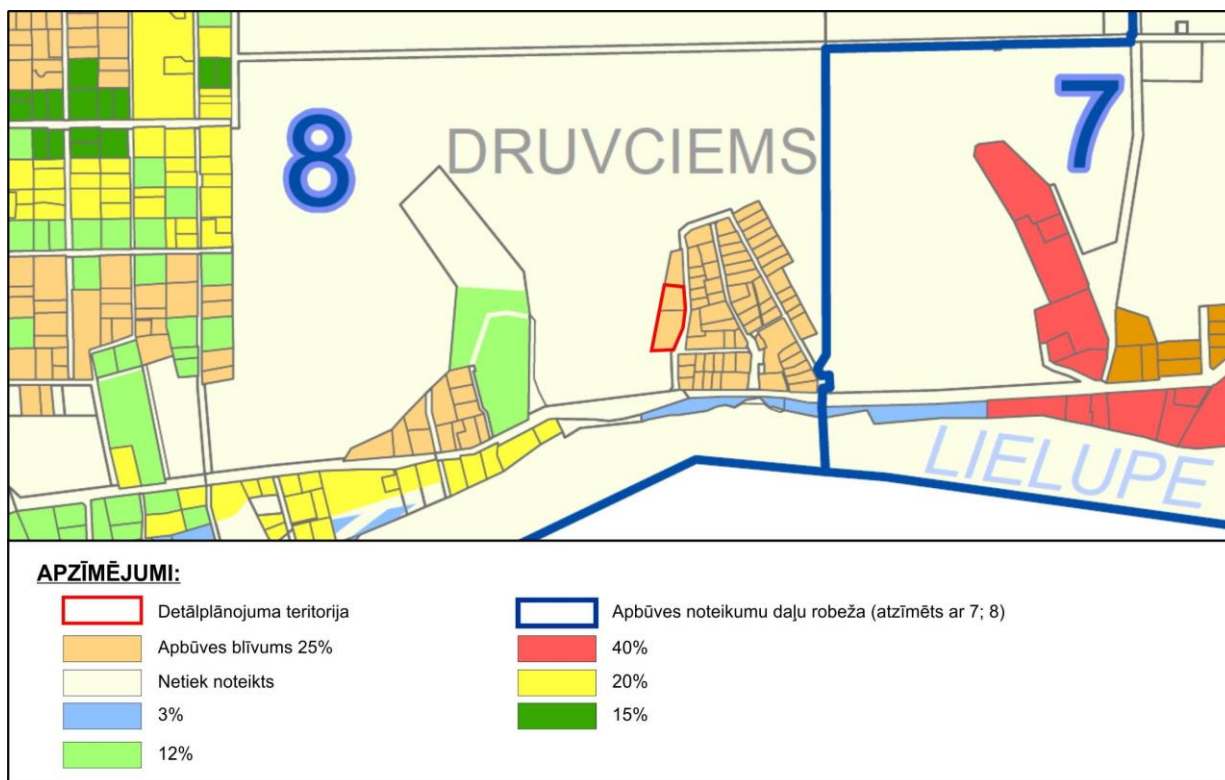 8
DRUVCIEMS
7
LIELUPE
APZĪMĒJUMI:
Detālplānojuma teritorija
Apbūves noteikumu daļu robeža (atzīmēts ar 7; 8)
Apbūves blīvums 25%
40%
Netiek noteikts
20%
3%
15%
12%